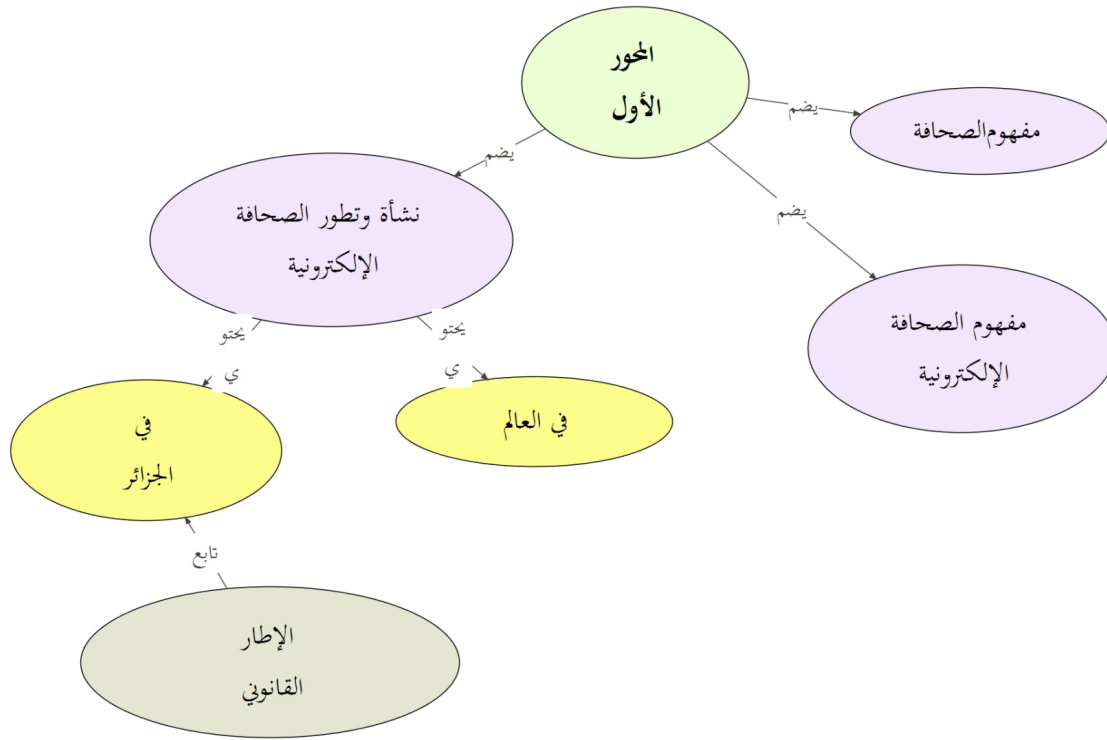 المحور
الأول
يضم
مفهوم الصحافة
يضم
نشأة وتطور الصحافة
الإلكترونية
يضم
مفهوم الصحافة
الإلكترونية
يحتو
ي
يحتو
ي
في العالم
في
الجزائر
تابع
الإطار
القانوني